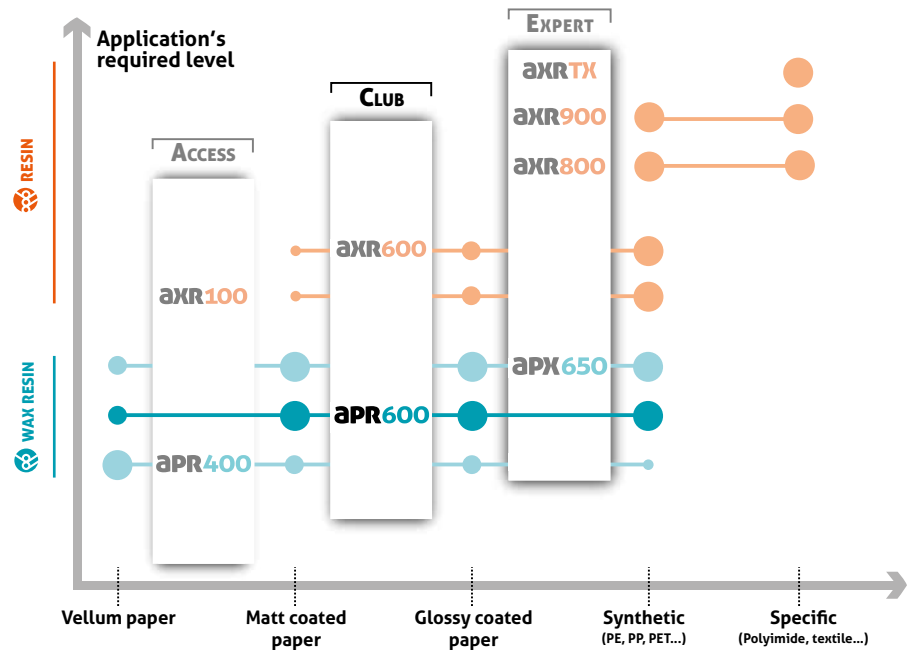 Application's
required level
RESIN
WAX RESIN
ACCESS
aXR100
aPR400
CLUB
aXR600
aPR600
EXPERT
aXRTX
aXR900
aXR800
aPX650
Vellum paper
Matt coated
paper
Glossy coated
paper
Synthetic
(PE, PP, PET...)
Specific
(Polyimide, textile...)